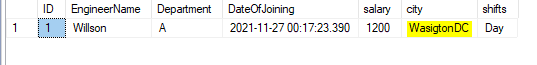 ID EngineerName Department DateOfJoining salary city shifts
1 1 Willson A 2021-11-27 00:17:23.390 1200 WasigtonDC Day